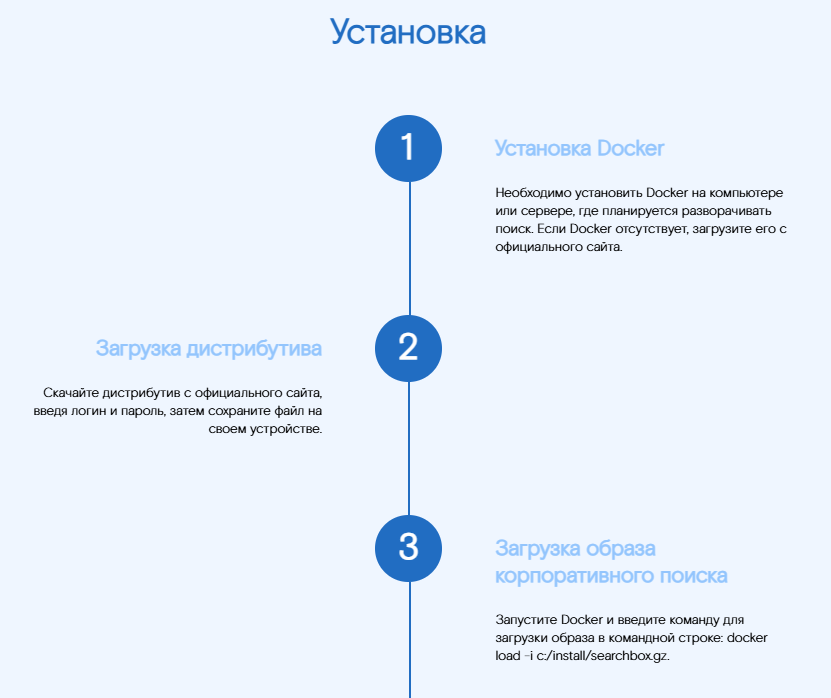 Установка
1
Установка Docker
Необходимо установить Docker на компьютере
или сервере, где планируется разворачивать
поиск. Если Docker отсутствует, загрузите его с
официального сайта.
2
Загрузка дистрибутива
Скачайте дистрибутив с официального сайта,
введя логин и пароль, затем сохраните файл на
своем устройстве.
3
Загрузка образа
корпоративного поиска
Запустите Docker и введите команду для
загрузки образа в командной строке: docker
load -i c:/install/searchbox.gz.